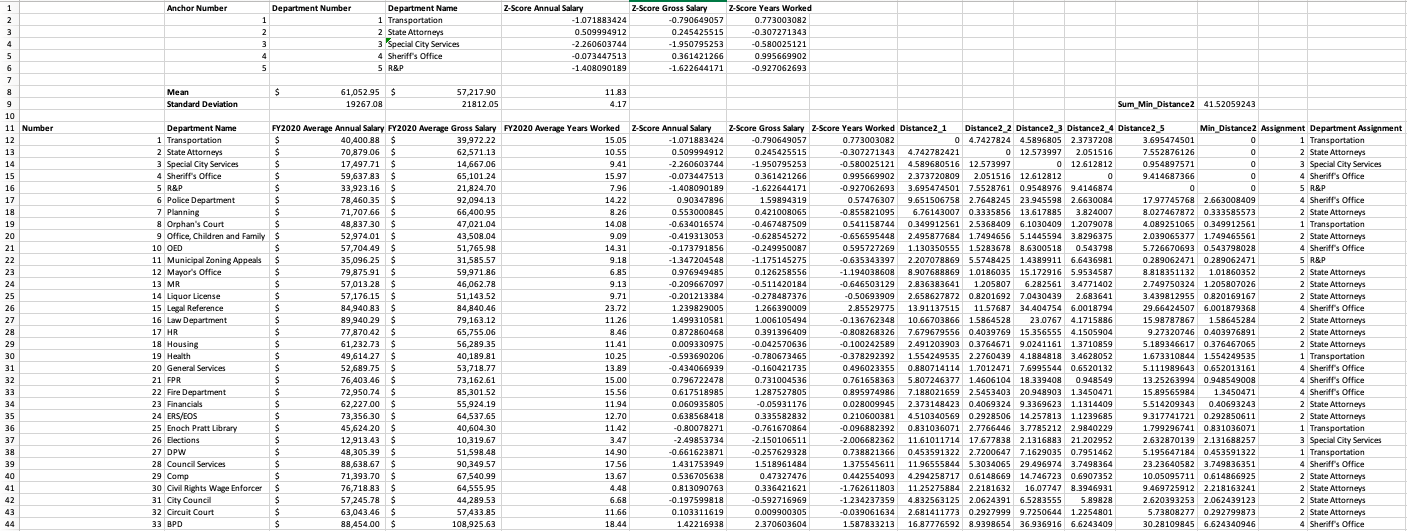 1 Anchor Number Department Number Department Name Z-Score Annual Salary Z-Score Gross Salary Z-Score Years Worked
2 1 1 Transportation -1.071883424 -0.790649057 0.773003082
3 2 2 State Attorneys 0.509994912 0.245425515 -0.307271343
4 3 3 Special City Services -2.260603744 -1.950795253 -0.580025121
5 4 4 Sheriff's Office -0.073447513 0.361421266 0.995669902
6 5 5 R&P -1.408090189 -1.622644171 -0.927062693
7
8 Mean $ 61,052.95 $ 57,217.90 11.83
9 Standard Deviation 19267.08 21812.05 4.17 Sum_Min_Distance2 41.52059243
10
11 Number Department Name FY2020 Average Annual Salary FY2020 Average Gross Salary FY2020 Average Years Worked Z-Score Annual Salary Z-Score Gross Salary Z-Score Years Worked Distance2_1 Distance2_2 Distance2_3 Distance2_4 Distance2_5 Min_Distance2 Assignment Department Assignment
12 1 Transportation $ 40,400.88 $ 39,972.22 15.05 -1.071883424 -0.790649057 0.773003082 0 4.7427824 4.5896805 2.3737208 3.695474501 0 1 Transportation
13 2 State Attorneys $ 70,879.06 $ 62,571.13 10.55 0.509994912 0.245425515 -0.307271343 4.742782421 0 12.573997 2.051516 7.552876126 0 2 State Attorneys
14 3 Special City Services $ 17,497.71 $ 14,667.06 9.41 -2.260603744 -1.950795253 -0.580025121 4.589680516 12.573997 0 12.612812 0.954897571 0 3 Special City Services
15 4 Sheriff's Office $ 59,637.83 $ 65,101.24 15.97 -0.073447513 0.361421266 0.995669902 2.373720809 2.051516 12.612812 0 9.414687366 0 4 Sheriff's Office
16 5 R&P $ 33,923.16 $ 21,824.70 7.96 -1.408090189 -1.622644171 -0.927062693 3.695474501 7.5528761 0.9548976 9.4146874 0 0 5 R&P
17 6 Police Department $ 78,460.35 $ 92,094.13 14.22 0.90347896 1.59894319 0.57476307 9.651506758 2.7648245 23.945598 2.6630084 17.97745768 2.663008409 4 Sheriff's Office
18 7 Planning $ 71,707.66 $ 66,400.95 8.26 0.553000845 0.421008065 -0.855821095 6.76143007 0.3335856 13.617885 3.824007 8.027467872 0.333585573 2 State Attorneys
19 8 Orphan's Court $ 48,837.30 $ 47,021.04 14.08 -0.634016574 -0.467487509 0.541158744 0.349912561 2.5368409 6.1030409 1.2079078 4.089251065 0.349912561 1 Transportation
20 9 Office, Children and Family $ 52,974.01 $ 43,508.04 9.09 -0.419313053 -0.628545272 -0.656595548 2.495877684 1.7494656 5.1445594 3.8296375 2.039065377 1.749465561 2 State Attorneys
21 10 OED $ 57,704.49 $ 51,765.98 14.31 -0.173791856 -0.249950087 0.595727269 1.130350555 1.5283678 8.6300518 0.543798 5.726670693 0.543798028 4 Sheriff's Office
22 11 Municipal Zoning Appeals $ 35,096.25 $ 31,585.57 9.18 -1.347204548 -1.175145275 -0.635343397 2.207078869 5.5748425 1.4389911 6.6436981 0.289062471 0.289062471 5 R&P
23 12 Mayor's Office $ 79,875.91 $ 59,971.86 6.85 0.976949485 0.126258556 -1.194038608 8.907688869 1.0186035 15.172916 5.9534587 8.818351132 1.01860352 2 State Attorneys
24 13 MR $ 57,013.28 $ 46,062.78 9.13 -0.209667097 -0.511420184 -0.646503129 2.836383641 1.205807 6.282561 3.4771402 2.749750324 1.205807026 2 State Attorneys
25 14 Liquor License $ 57,176.15 $ 51,143.52 9.71 -0.201213384 -0.278487376 -0.50693909 2.658627872 0.8201692 7.0430439 2.683641 3.439812955 0.820169167 2 State Attorneys
26 15 Legal Reference $ 84,940.83 $ 84,840.46 23.72 1.239829005 1.266390009 2.85529775 13.91137515 11.57687 34.404754 6.0018794 29.66424507 6.001879368 4 Sheriff's Office
27 16 Law Department $ 89,940.29 $ 79,163.12 11.26 1.499310581 1.006105494 -0.136762348 10.66703866 1.5864528 23.0767 4.1715886 15.98787867 1.58645284 2 State Attorneys
28 17 HR $ 77,870.42 $ 65,755.06 8.46 0.872860468 0.391396409 -0.808268326 7.679679556 0.4039769 15.356555 4.1505904 9.27320746 0.403976891 2 State Attorneys
29 18 Housing $ 61,232.73 $ 56,289.35 11.41 0.009330975 -0.042570636 -0.100242589 2.491203903 0.3764671 9.0241161 1.3710859 5.189346617 0.376467065 2 State Attorneys
30 19 Health $ 49,614.27 $ 40,189.81 10.25 -0.593690206 -0.780673465 -0.378292392 1.554249535 2.2760439 4.1884818 3.4628052 1.673310844 1.554249535 1 Transportation
31 20 General Services $ 52,689.75 $ 53,718.77 13.89 -0.434066939 -0.160421735 0.496023355 0.880714114 1.7012471 7.6995544 0.6520132 5.111989643 0.652013161 4 Sheriff's Office
32 21 FPR $ 76,403.46 $ 73,162.61 15.00 0.796722478 0.731004536 0.761658363 5.807246377 1.4606104 18.339408 0.948549 13.25263994 0.948549008 4 Sheriff's Office
33 22 Fire Department $ 72,950.74 $ 85,301.52 15.56 0.617518985 1.287527805 0.895974986 7.188021659 2.5453403 20.948903 1.3450471 15.89565984 1.3450471 4 Sheriff's Office
34 23 Financials $ 62,227.00 $ 55,924.19 11.94 0.060935805 -0.05931176 0.028009945 2.373148423 0.4069324 9.3369623 1.1314409 5.514209343 0.40693243 2 State Attorneys
35 24 ERS/EOS $ 73,356.30 $ 64,537.65 12.70 0.638568418 0.335582832 0.210600381 4.510340569 0.2928506 14.257813 1.1239685 9.317741721 0.292850611 2 State Attorneys
36 25 Enoch Pratt Library $ 45,624.20 $ 40,604.30 11.42 -0.80078271 -0.761670864 -0.096882392 0.831036071 2.7766446 3.7785212 2.9840229 1.799296741 0.831036071 1 Transportation
37 26 Elections $ 12,913.43 $ 10,319.67 3.47 -2.49853734 -2.150106511 -2.006682362 11.61011714 17.677838 2.1316883 21.202952 2.632870139 2.131688257 3 Special City Services
38 27 DPW $ 48,305.39 $ 51,598.48 14.90 -0.661623871 -0.257629328 0.738821366 0.453591322 2.7200647 7.1629035 0.7951462 5.195647184 0.453591322 1 Transportation
39 28 Council Services $ 88,638.67 $ 90,349.57 17.56 1.431753949 1.518961484 1.375545611 11.96555844 5.3034065 29.496974 3.7498364 23.23640582 3.749836351 4 Sheriff's Office
40 29 Comp $ 71,393.70 $ 67,540.99 13.67 0.536705638 0.47327476 0.442554093 4.294258717 0.6148669 14.746723 0.6907352 10.05095711 0.614866925 2 State Attorneys
41 30 Civil Rights Wage Enforcer $ 76,718.83 $ 64,555.95 4.48 0.813090763 0.336421621 -1.762611803 11.25275884 2.2181632 16.07747 8.3946931 9.469725912 2.218163241 2 State Attorneys
42 31 City Council $ 57,245.78 $ 44,289.53 6.68 -0.197599818 -0.592716969 -1.234237359 4.832563125 2.0624391 6.5283555 5.89828 2.620393253 2.062439123 2 State Attorneys
43 32 Circuit Court $ 63,043.46 $ 57,433.85 11.66 0.103311619 0.009900305 -0.039061634 2.681411773 0.2927999 9.7250644 1.2254801 5.73808277 0.292799873 2 State Attorneys
44 33 BPD $ 88,454.00 $ 108,925.63 18.44 1.42216938 2.370603604 1.587833213 16.87776592 8.9398654 36.936916 6.6243409 30.28109845 6.624340946 4 Sheriff's Office